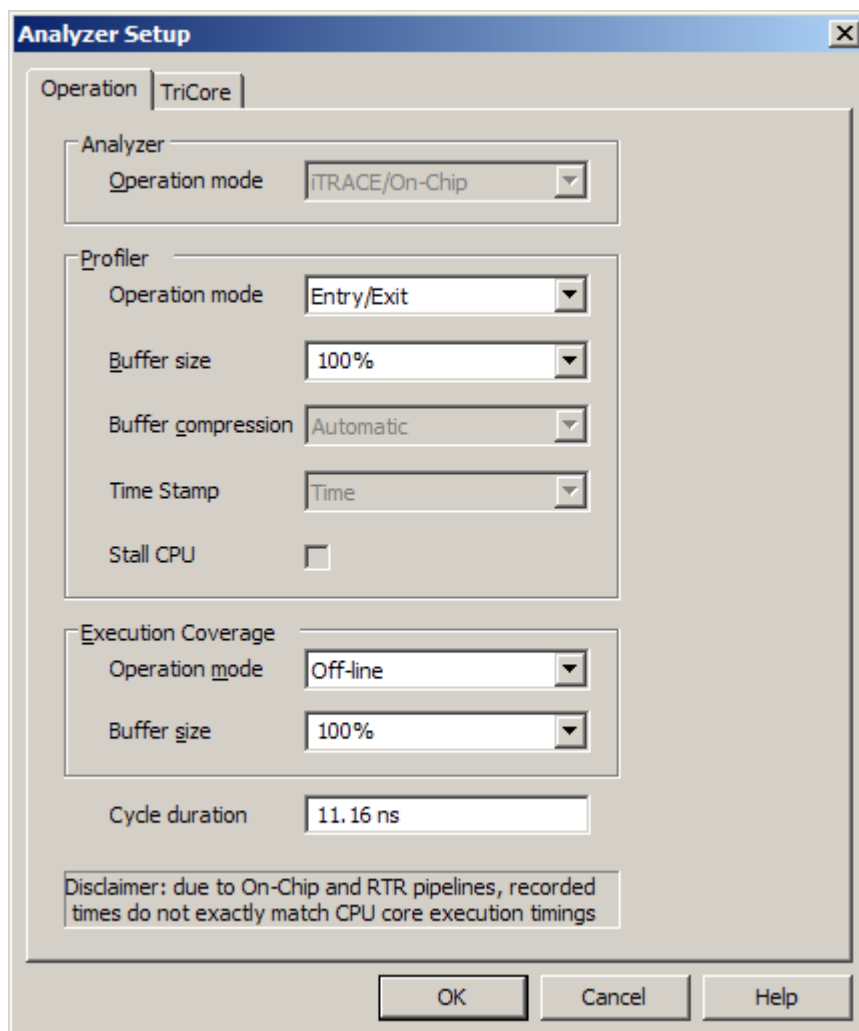 Analyzer Setup
Operation TriCore
Analyzer
Operation mode iTRACE/On-Chip
Profiler
Operation mode Entry/Exit
Buffer size 100%
Buffer compression Automatic
Time Stamp Time
Stall CPU
Execution Coverage
Operation mode Off-line
Buffer size 100%
Cycle duration 11.16 ns
Disclaimer: due to On-Chip and RTR pipelines, recorded
times do not exactly match CPU core execution timings
OK Cancel Help